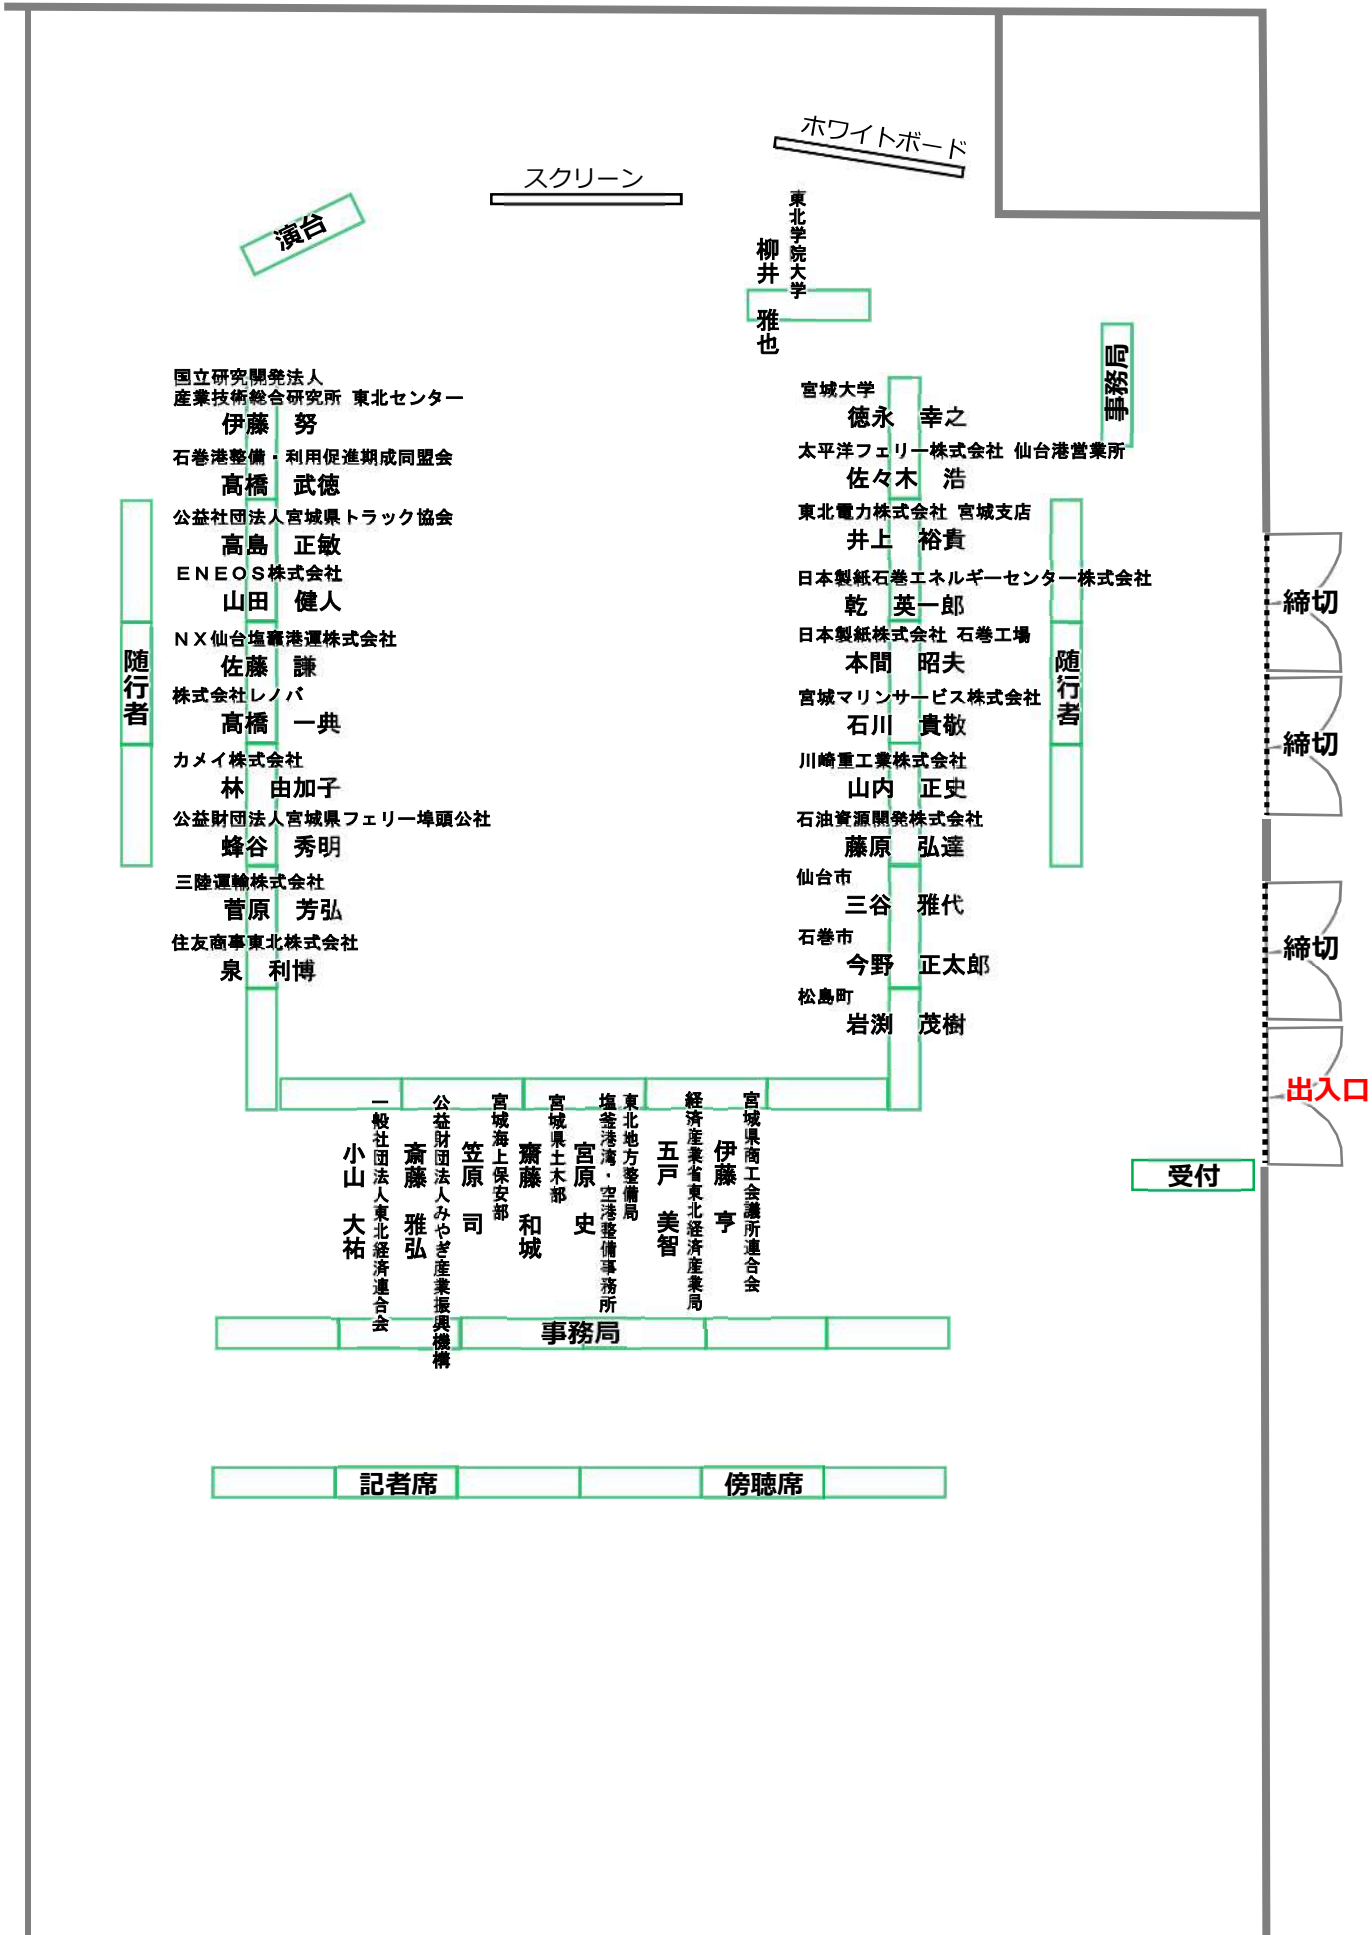 ホワイトボード
スクリーン
演台
東北学院大学
柳井　雅也
事務局
国立研究開発法人
産業技術総合研究所 東北センター
伊藤　努
石巻港整備・利用促進期成同盟会
髙橋　武徳
公益社団法人宮城県トラック協会
高島　正敏
ＥＮＥＯＳ株式会社
山田　健人
ＮＸ仙台塩竈港運株式会社
佐藤　謙
株式会社レノバ
髙橋　一典
カメイ株式会社
林　由加子
公益財団法人宮城県フェリー埠頭公社
蜂谷　秀明
三陸運輸株式会社
菅原　芳弘
住友商事東北株式会社
泉　利博
随行者
宮城大学
徳永　幸之
太平洋フェリー株式会社 仙台港営業所
佐々木　浩
東北電力株式会社 宮城支店
井上　裕貴
日本製紙石巻エネルギーセンター株式会社
乾　英一郎
日本製紙株式会社 石巻工場
本間　昭夫
宮城マリンサービス株式会社
石川　貴敬
川崎重工業株式会社
山内　正史
石油資源開発株式会社
藤原　弘達
仙台市
三谷　雅代
石巻市
今野　正太郎
松島町
岩渕　茂樹
随行者
締切
締切
締切
出入口
受付
宮城県商工会議所連合会
伊藤　亨
経済産業省東北経済産業局
五戸　美智
東北地方整備局
塩釜港湾・空港整備事務所
宮原　史
宮城県土木部
齋藤　和城
宮城海上保安部
笠原　司
公益財団法人みやぎ産業振興機構
斎藤　雅弘
一般社団法人東北経済連合会
小山　大祐
事務局
記者席
傍聴席